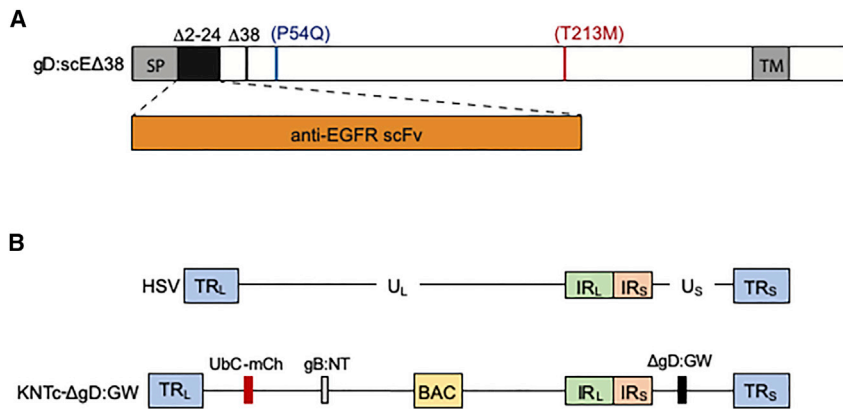 A
Δ2-24 Δ38 (P54Q) (T213M)
gD:scEΔ38 SP TM
anti-EGFR scFv
B
HSV TRL UL IRL IRS US TRS
UbC-mCh gB:NT ΔgD:GW
KNTc-ΔgD:GW TRL BAC IRL IRS TRS